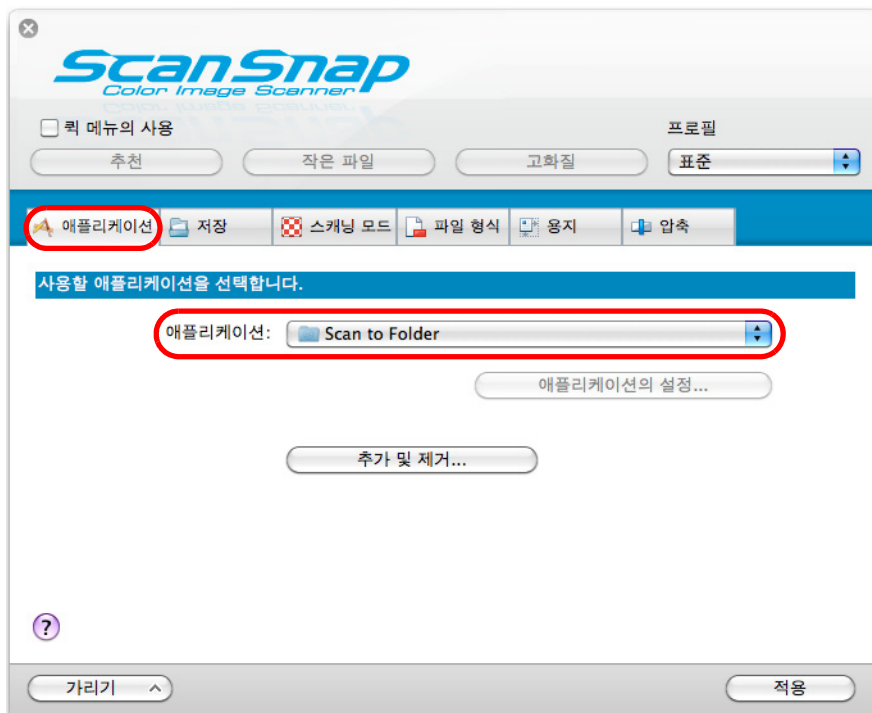 ScanSnap
Color Image Scanner
퀵 메뉴의 사용
프로필
추천
작은 파일
고화질
표준
애플리케이션
저장
스캐닝 모드
파일 형식
용지
압축
사용할 애플리케이션을 선택합니다.
애플리케이션: Scan to Folder
애플리케이션의 설정...
추가 및 제거...
?
가리기
적용